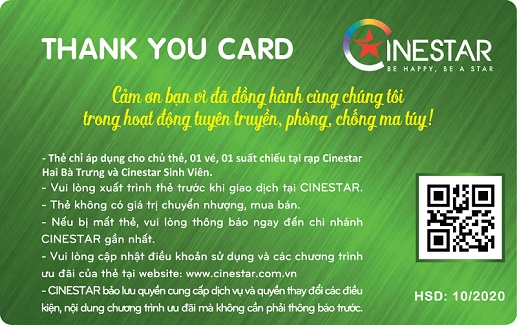 THANK YOU CARD
CINESTAR
BE HAPPY, BE A STAR
Cảm ơn bạn vì đã đồng hành cùng chúng tôi
trong hoạt động tuyên truyền, phòng, chống ma túy!
- Thẻ chỉ áp dụng cho chủ thẻ, 01 vé, 01 suất chiếu tại rạp Cinestar
Hai Bà Trưng và Cinestar Sinh Viên.
- Vui lòng xuất trình thẻ trước khi giao dịch tại CINESTAR.
- Thẻ không có giá trị chuyển nhượng, mua bán.
- Nếu bị mất thẻ, vui lòng thông báo ngay đến chi nhánh
CINESTAR gần nhất.
- Vui lòng cập nhật điều khoản sử dụng và các chương trình
ưu đãi của thẻ tại website: www.cinestar.com.vn
- CINESTAR bảo lưu quyền cung cấp dịch vụ và quyền thay đổi các điều
kiện, nội dung chương trình ưu đãi mà không cần phải thông báo trước.
HSD: 10/2020